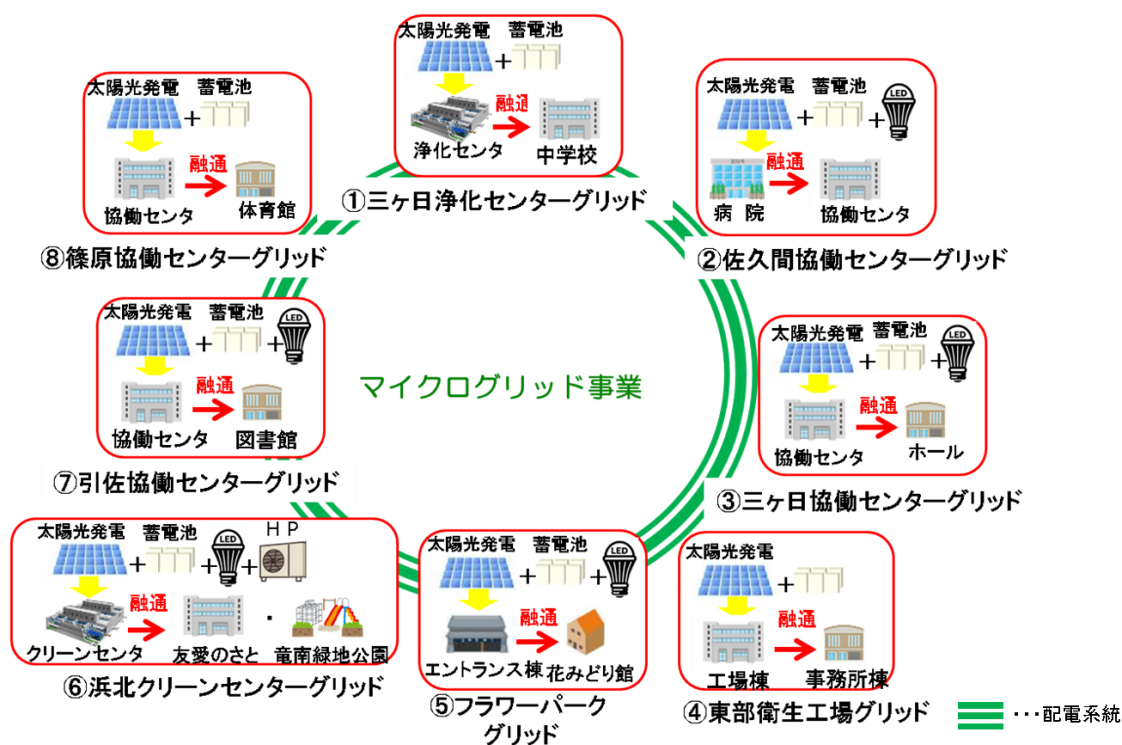 太陽光発電 蓄電池
+
浄化センタ 融通 中学校
①三ヶ日浄化センターグリッド
太陽光発電 蓄電池 LED
+ +
病 院 融通 協働センタ
②佐久間協働センターグリッド
太陽光発電 蓄電池 LED
+ +
協働センタ 融通 ホール
③三ヶ日協働センターグリッド
太陽光発電
+
工場棟 融通 事務所棟
④東部衛生工場グリッド
太陽光発電 蓄電池 LED
+ +
エントランス棟 融通 花みどり館
⑤フラワーパーク
グリッド
太陽光発電 蓄電池 LED HP
+ + +
クリーンセンタ 融通 友愛のさと ・ 竜南緑地公園
⑥浜北クリーンセンターグリッド
太陽光発電 蓄電池 LED
+ +
協働センタ 融通 図書館
⑦引佐協働センターグリッド
太陽光発電 蓄電池
+
協働センタ 融通 体育館
⑧篠原協働センターグリッド
マイクログリッド事業
・・・配電系統